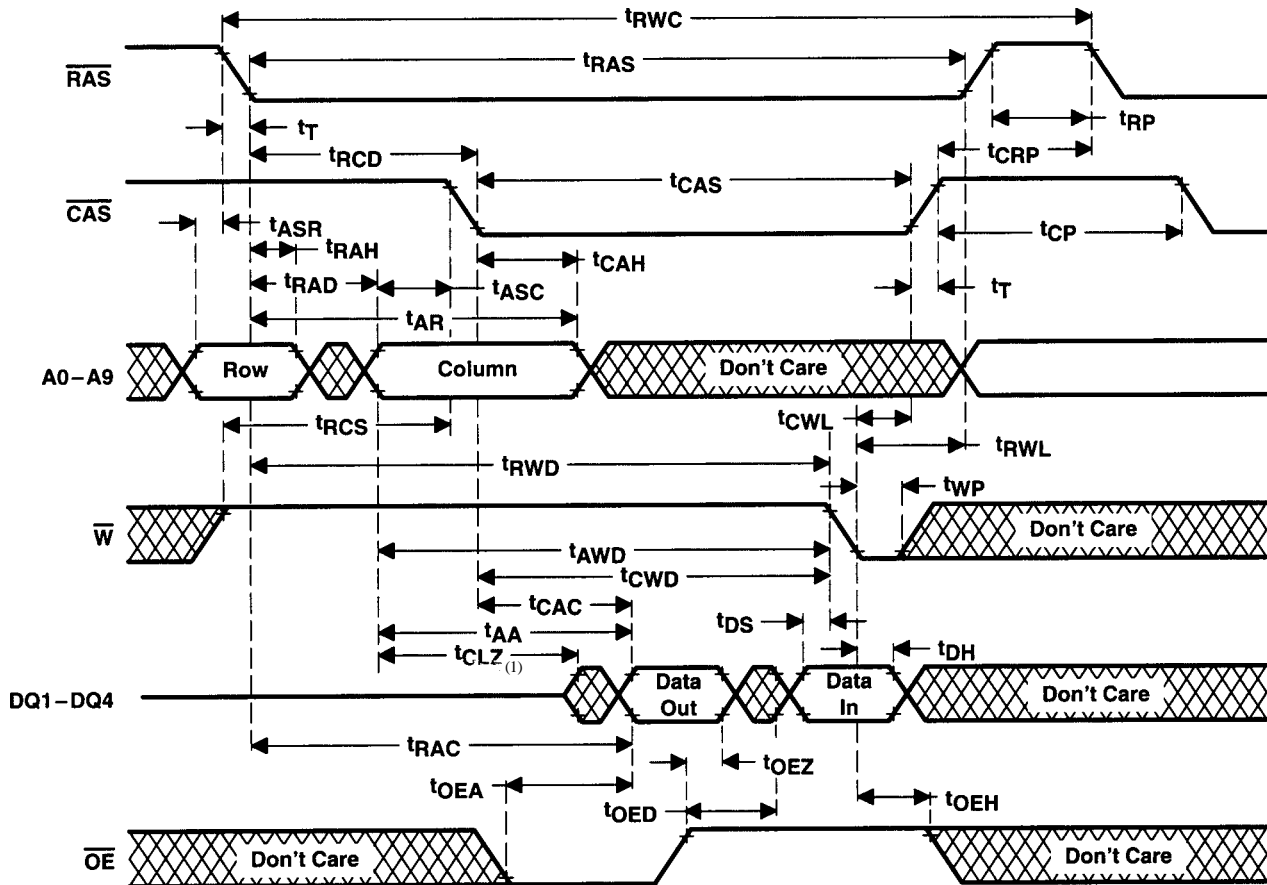 tRWC
RAS
tRAS
tT
tRP
tRCD
tCRP
CAS
tCAS
tASR
tCP
tRAH
tCAH
tRAD
tASC
tT
tAR
A0–A9
Row
Column
Don't Care
tRCS
tCWL
tRWL
tRWD
tWP
W
Don't Care
tAWD
tCWD
tCAC
tDS
tAA
tDH
tCLZ (1)
DQ1–DQ4
Data Out
Data In
Don't Care
tRAC
tOEZ
tOEA
tOED
tOEH
OE
Don't Care
Don't Care